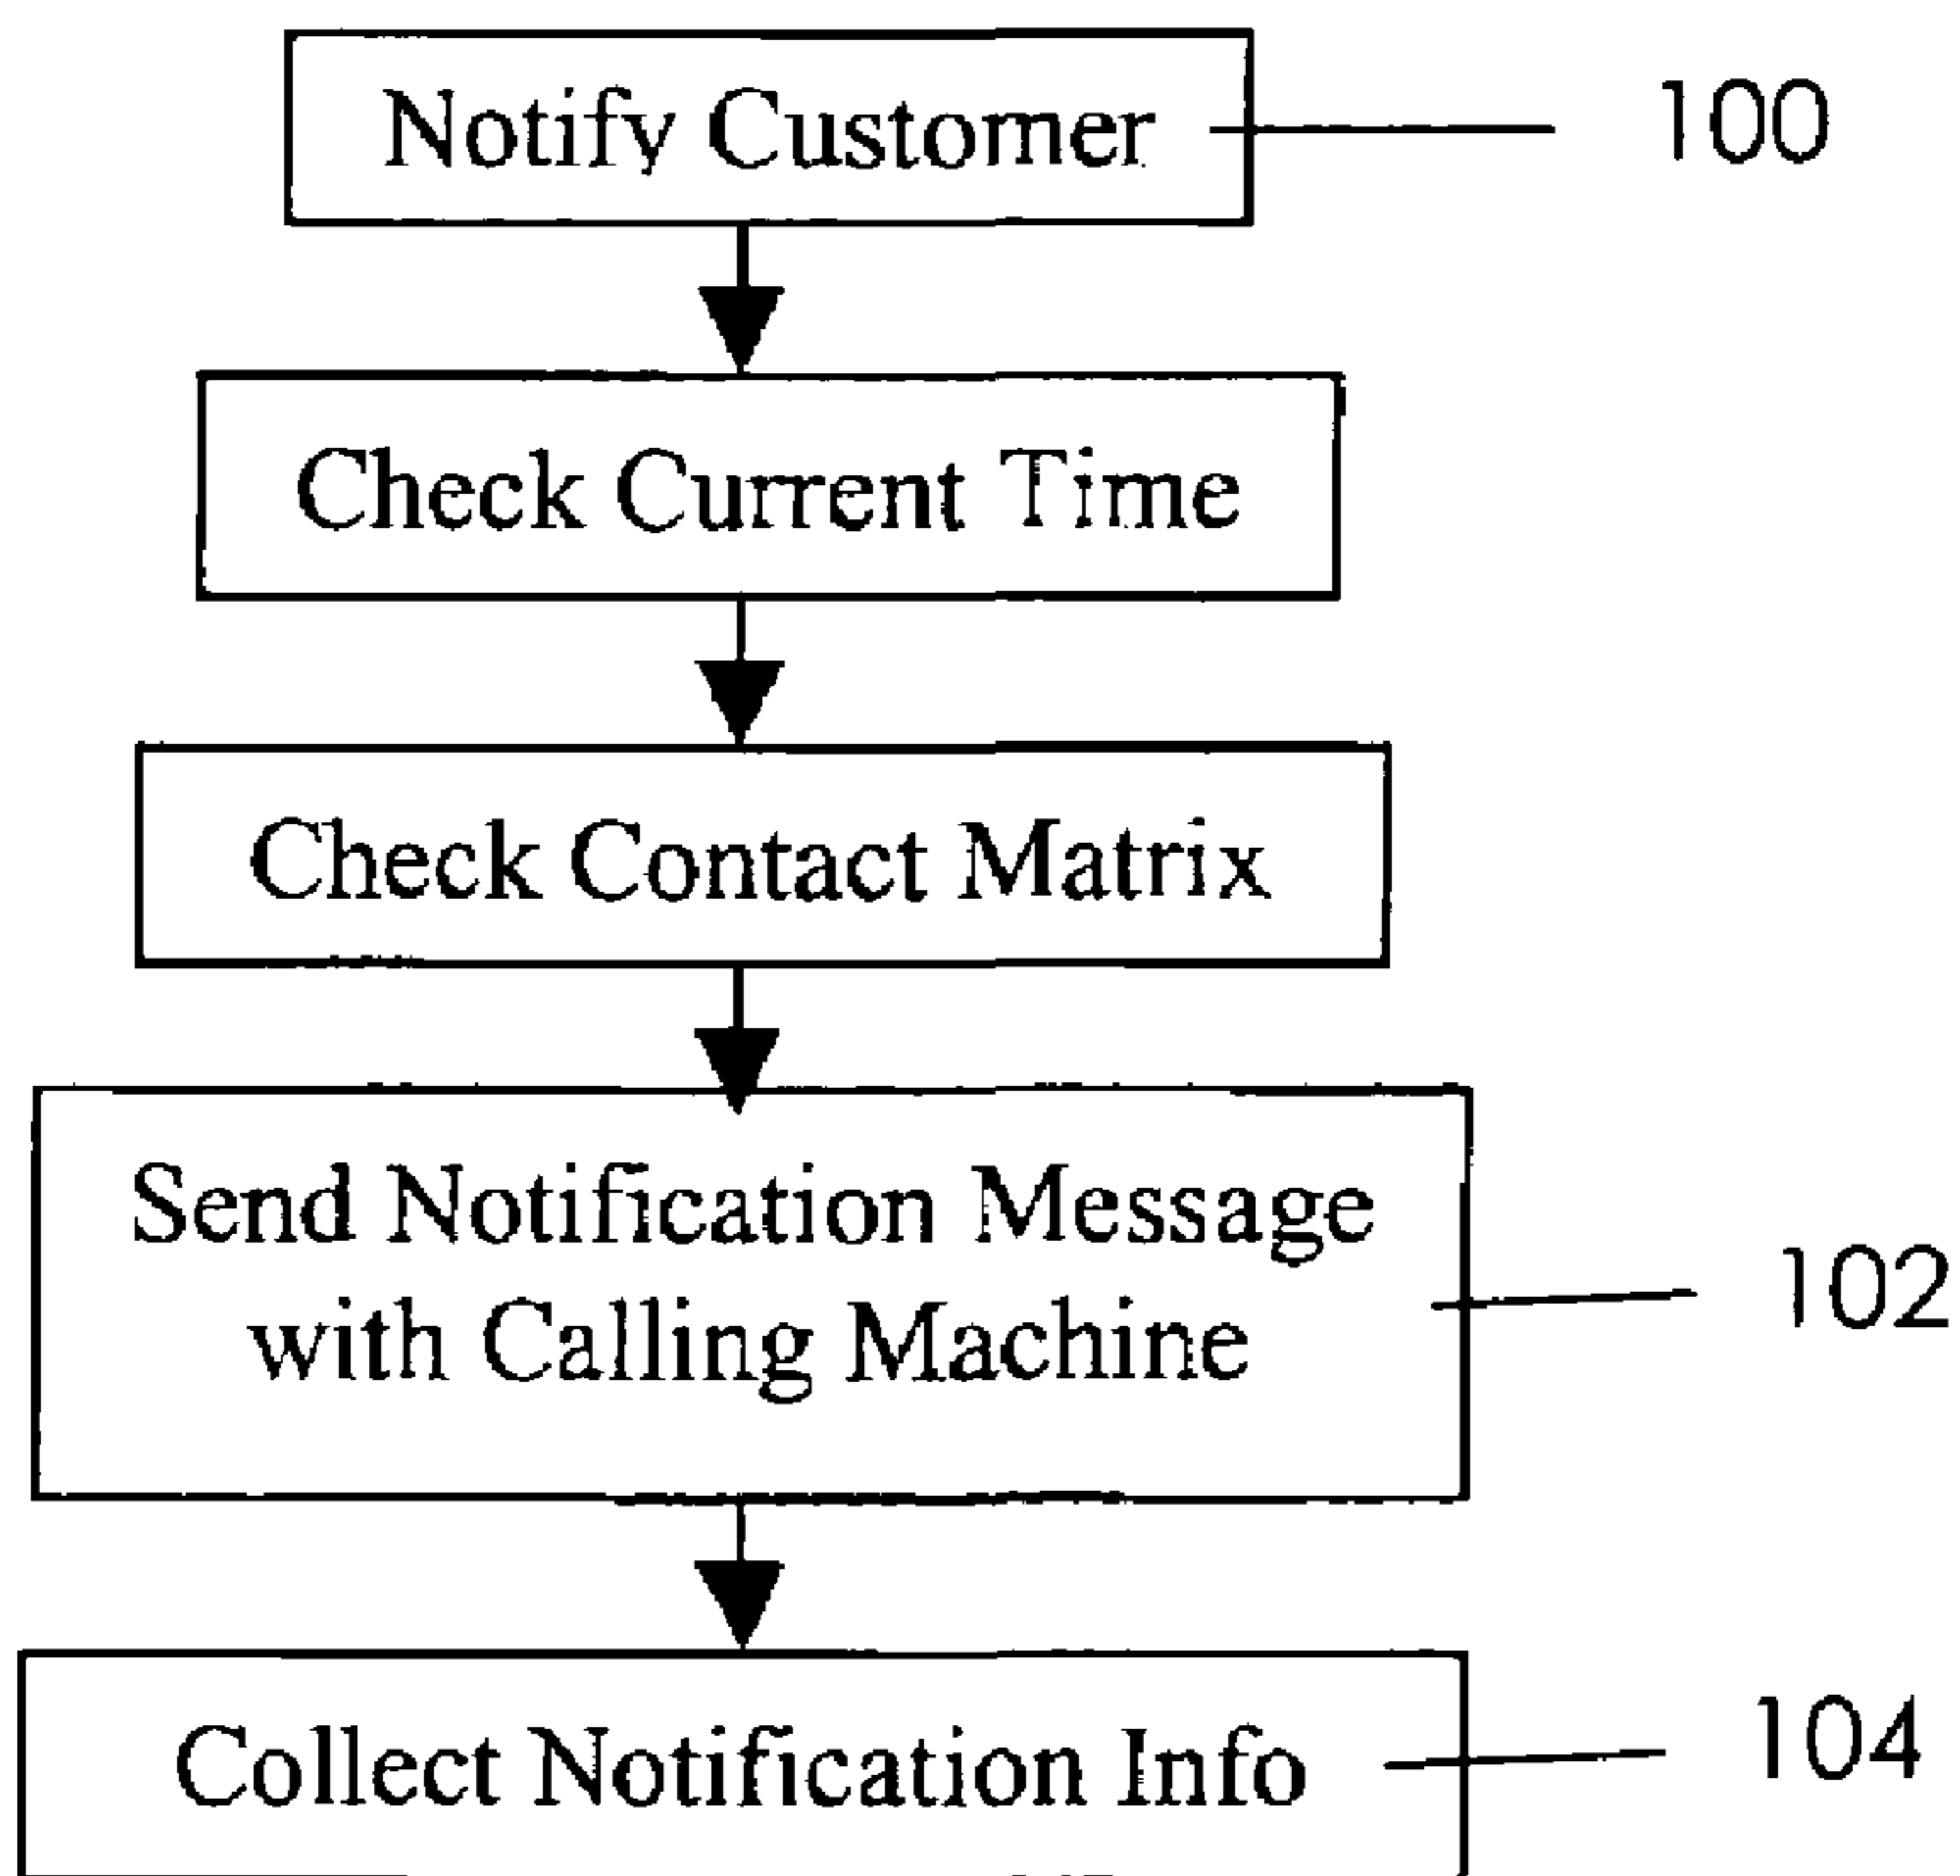 Notify Customer
100
Check Current Time
Check Contact Matrix
Send Notification Message
with Calling Machine
102
Collect Notification Info
104